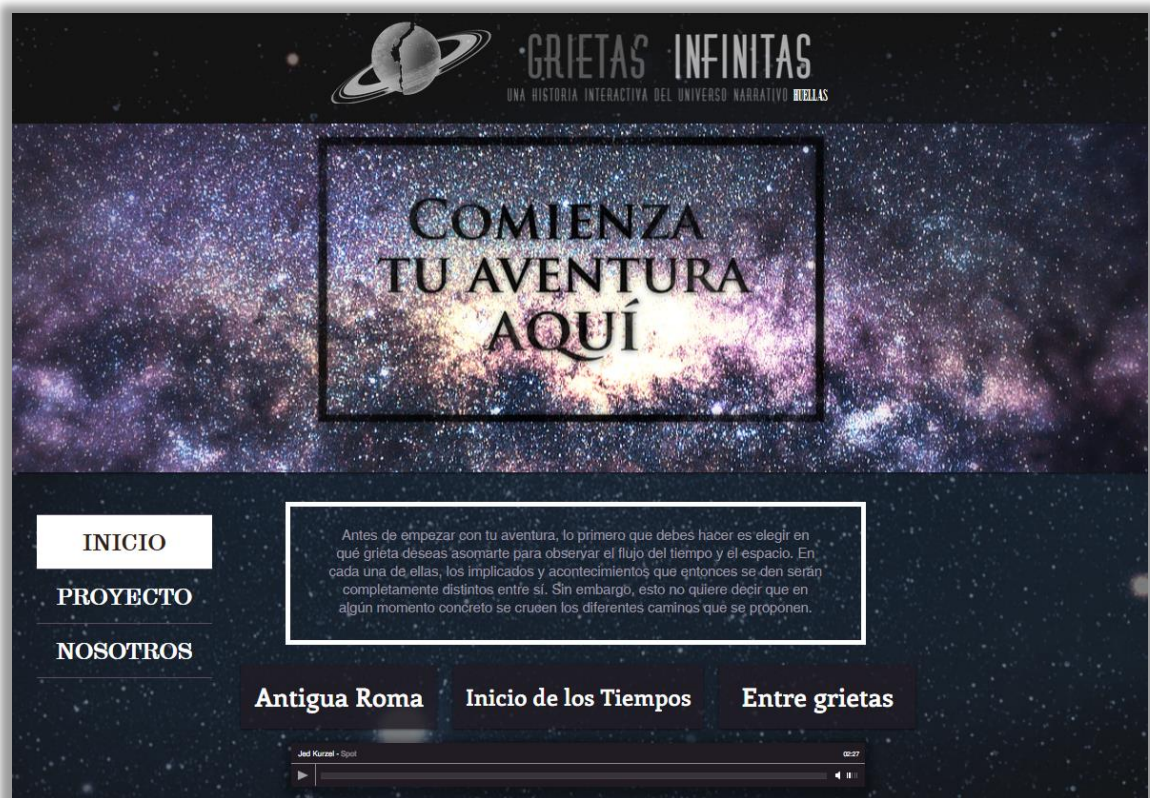 GRIETAS INFINITAS
UNA HISTORIA INTERACTIVA DEL UNIVERSO NARRATIVO HUELLAS
COMIENZA
TU AVENTURA
AQUÍ
INICIO
PROYECTO
NOSOTROS
Antes de empezar con tu aventura, lo primero que debes hacer es elegir en
qué grieta deseas asomarte para observar el flujo del tiempo y el espacio. En
cada una de ellas, los implicados y acontecimientos que entonces se den serán
completamente distintos entre sí. Sin embargo, esto no quiere decir que en
algún momento concreto se crucen los diferentes caminos que se proponen.
Antigua Roma
Inicio de los Tiempos
Entre grietas
Jed Kurzel - Spot
02:27